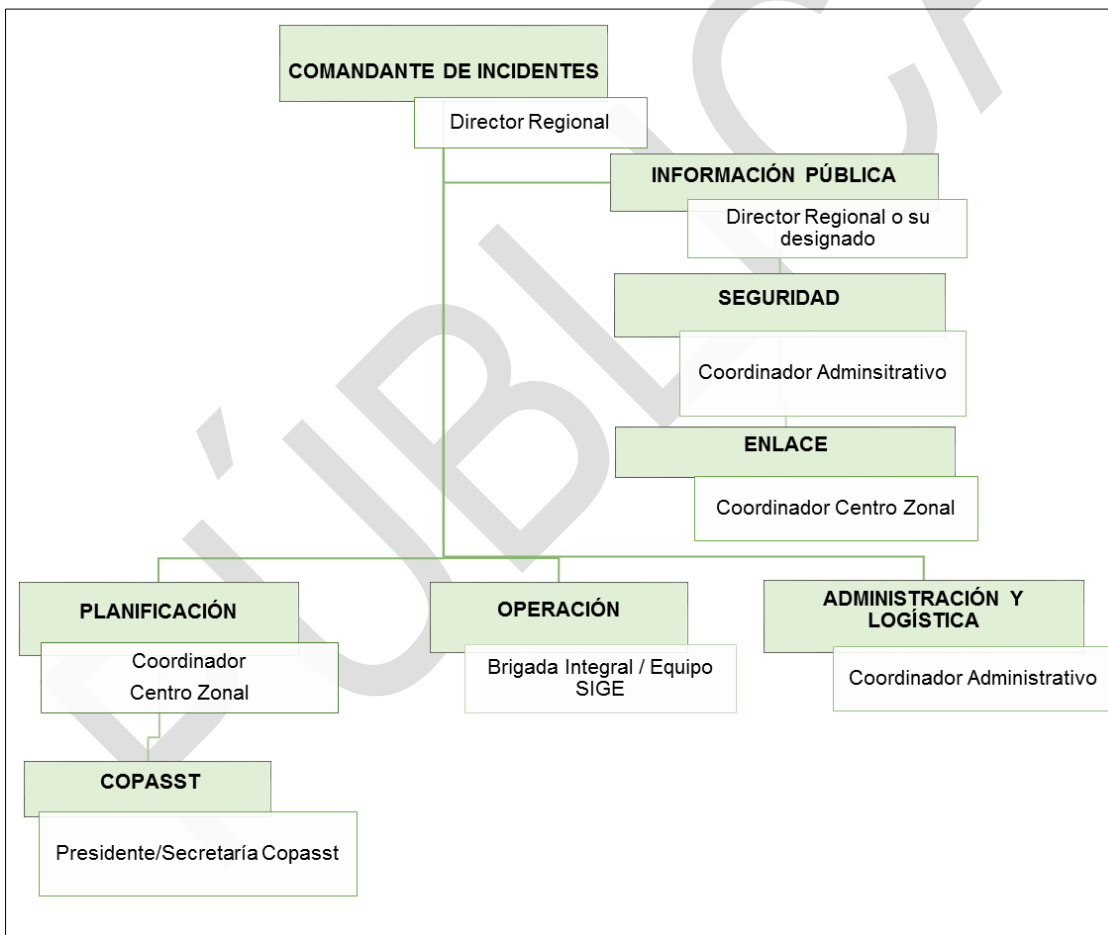 COMANDANTE DE INCIDENTES
Director Regional
INFORMACIÓN PÚBLICA
Director Regional o su
designado
SEGURIDAD
Coordinador Adminsitrativo
ENLACE
Coordinador Centro Zonal
PLANIFICACIÓN
Coordinador
Centro Zonal
OPERACIÓN
Brigada Integral / Equipo
SIGE
ADMINISTRACIÓN Y
LOGÍSTICA
Coordinador Administrativo
COPASST
Presidente/Secretaría Copasst
PÚBLICA